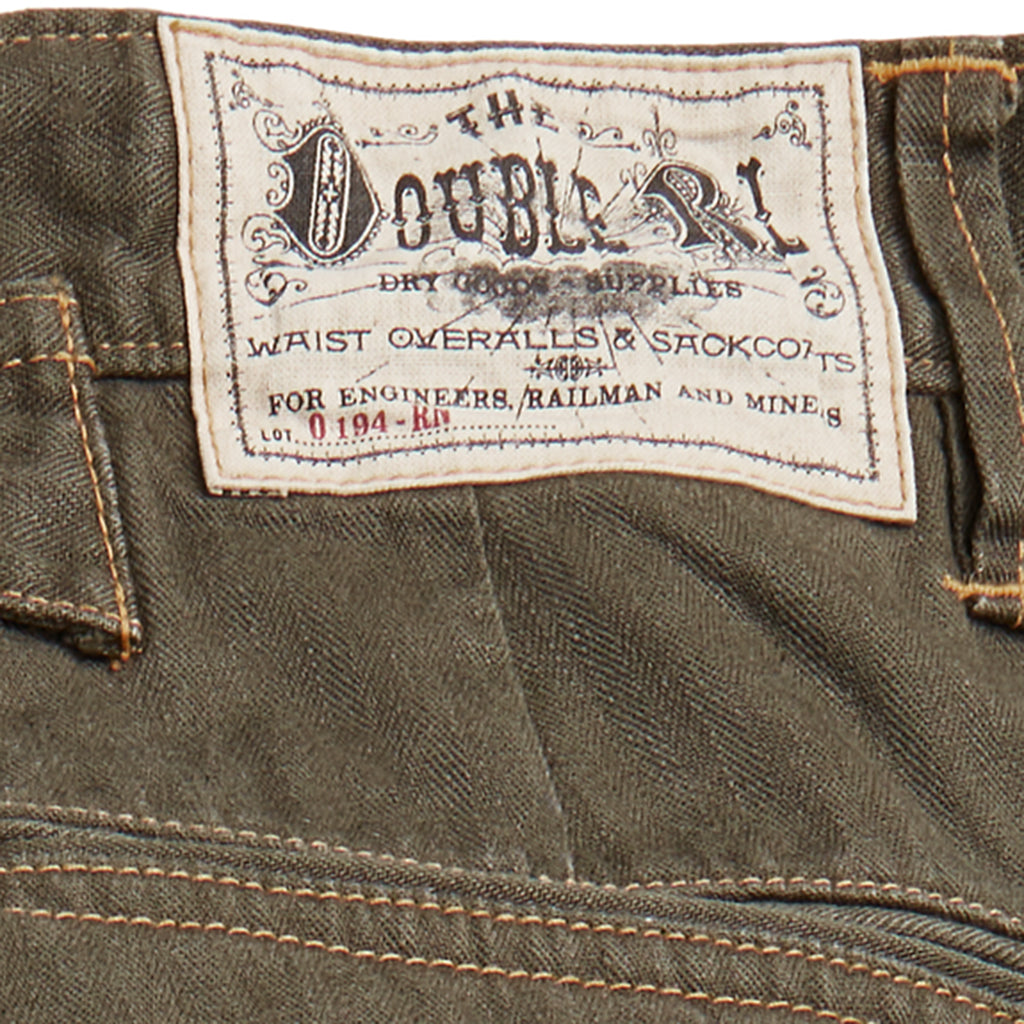 THE
DOUBLE RL
DRY GOODS - SUPPLIES
WAIST OVERALLS & SACKCOATS
FOR ENGINEERS, RAILMAN AND MINERS
LOT 0194-RN